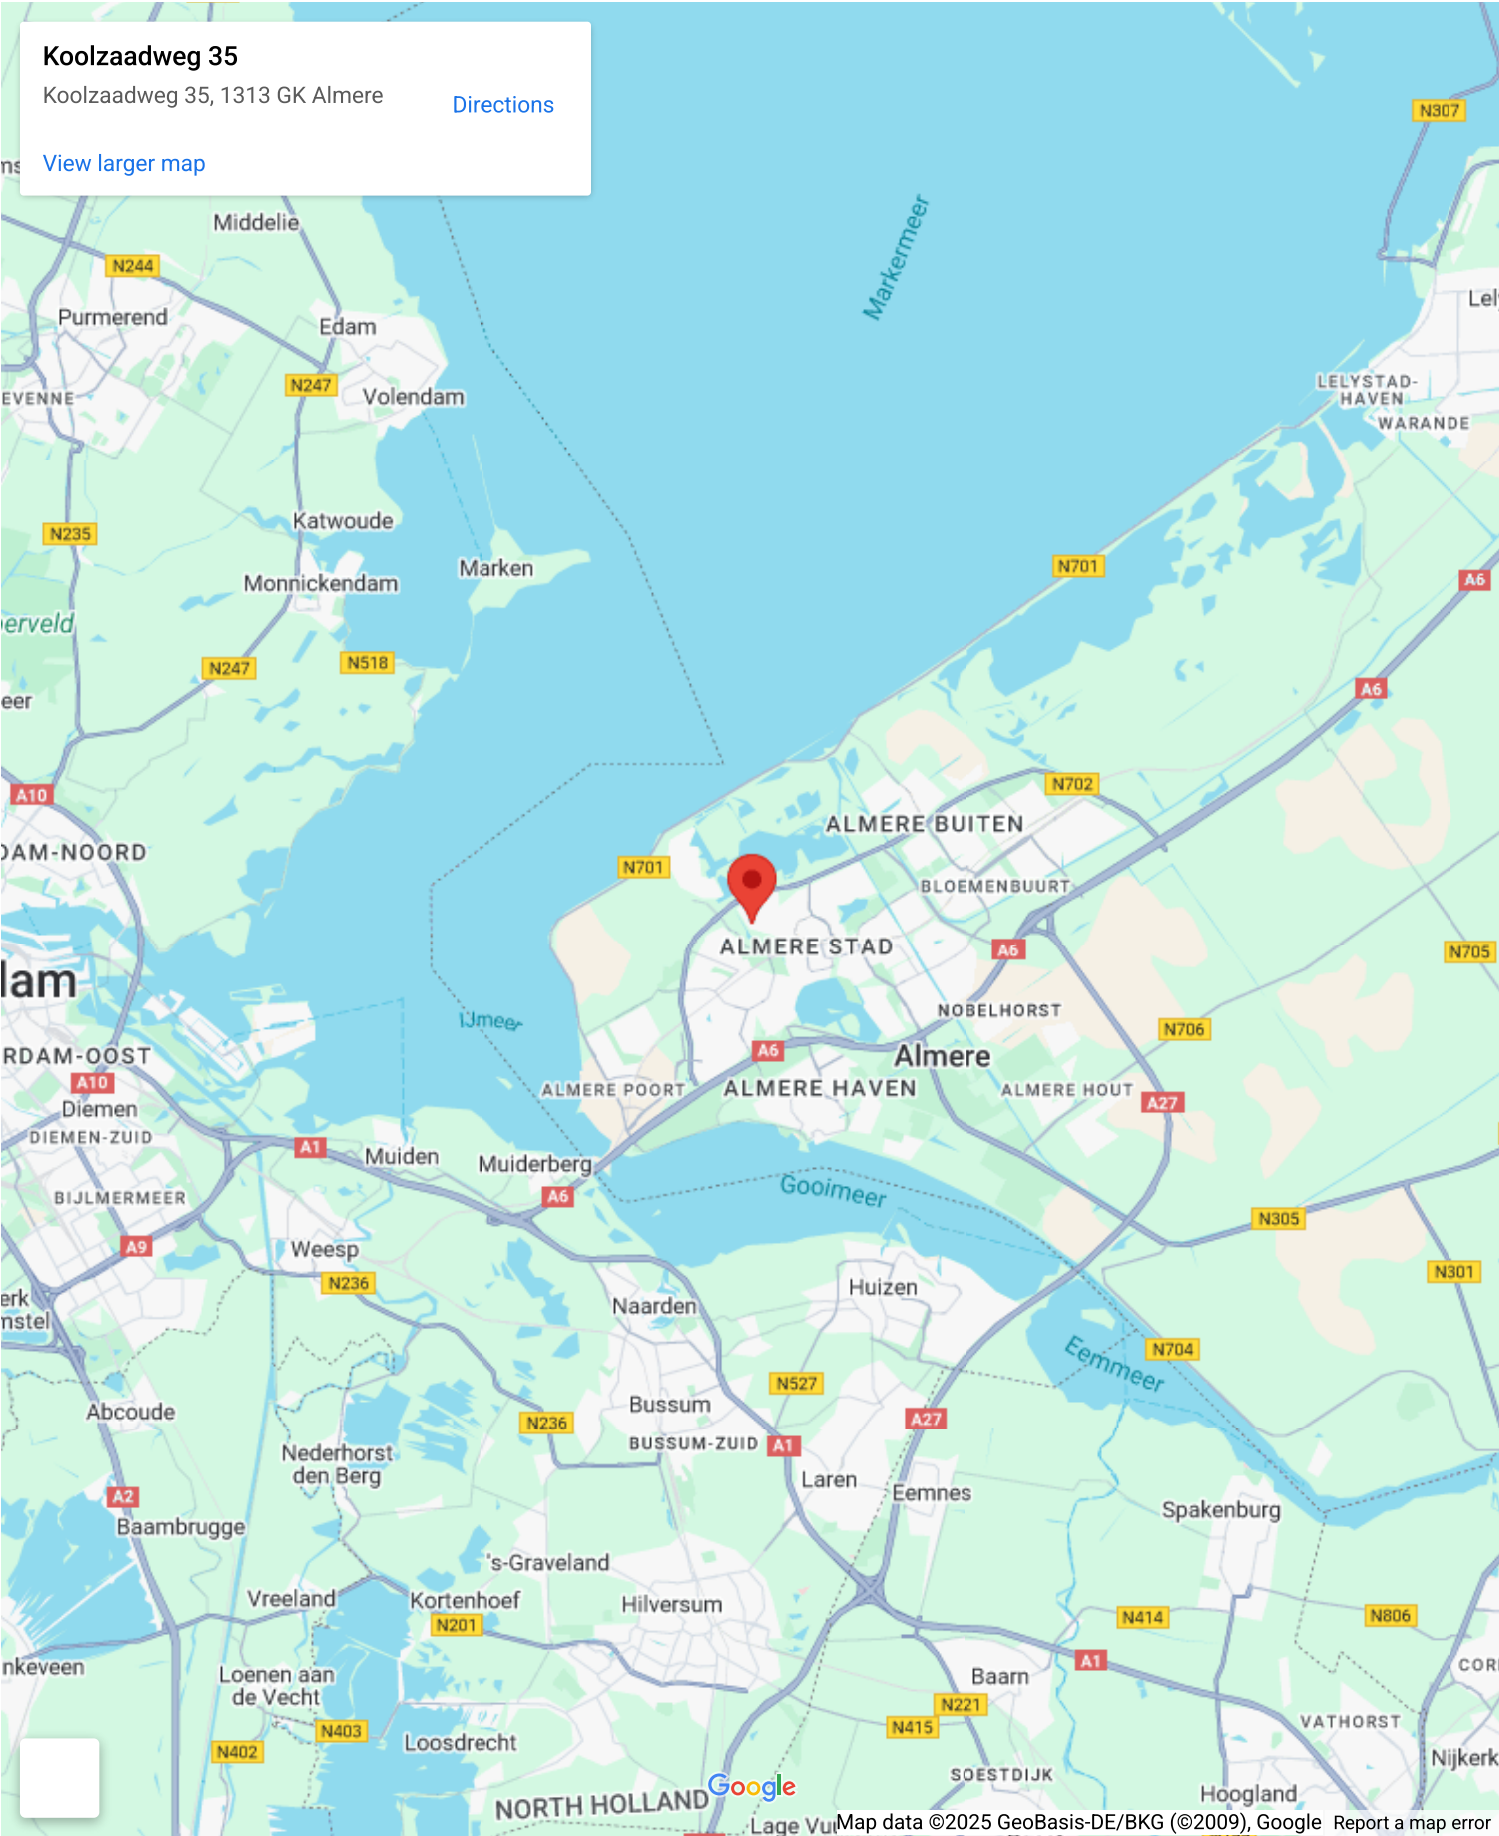 Koolzaadweg 35
Koolzaadweg 35, 1313 GK Almere
Directions
View larger map
N307
Middelie
Markermeer
N244
Purmerend
Edam
N247
Volendam
LELYSTAD-
HAVEN
WARANDE
EVENNE
N235
Katwoude
Marken
Monnickendam
N701
A6
erveld
N247
N518
A6
eer
A10
N702
DAM-NOORD
ALMERE BUITEN
N701
BLOEMENBUURT
ALMERE STAD
A6
N705
dam
IJmeer
NOBELHORST
N706
RDAM-OOST
A6
Almere
A10
ALMERE POORT
ALMERE HAVEN
ALMERE HOUT
A27
Diemen
DIEMEN-ZUID
A1
Muiden
Muiderberg
BIJLMERMEER
A6
Gooimeer
N305
A9
Weesp
N236
Huizen
N301
erk
mstel
Naarden
N704
Eemmeer
N527
Abcoude
Bussum
N236
A27
BUSSUM-ZUID
A1
Nederhorst
den Berg
Laren
Eemnes
A2
Spakenburg
Baambrugge
's-Graveland
Vreeland
Kortenhoef
Hilversum
N201
N414
N806
nkeveen
Loenen aan
de Vecht
Baarn
A1
COR
N221
N403
N415
VATHORST
N402
Loosdrecht
Nijkerk
SOESTDIJK
Google
Hoogland
NORTH HOLLAND
Lage Vuu
Map data ©2025 GeoBasis-DE/BKG (©2009), Google
Report a map error